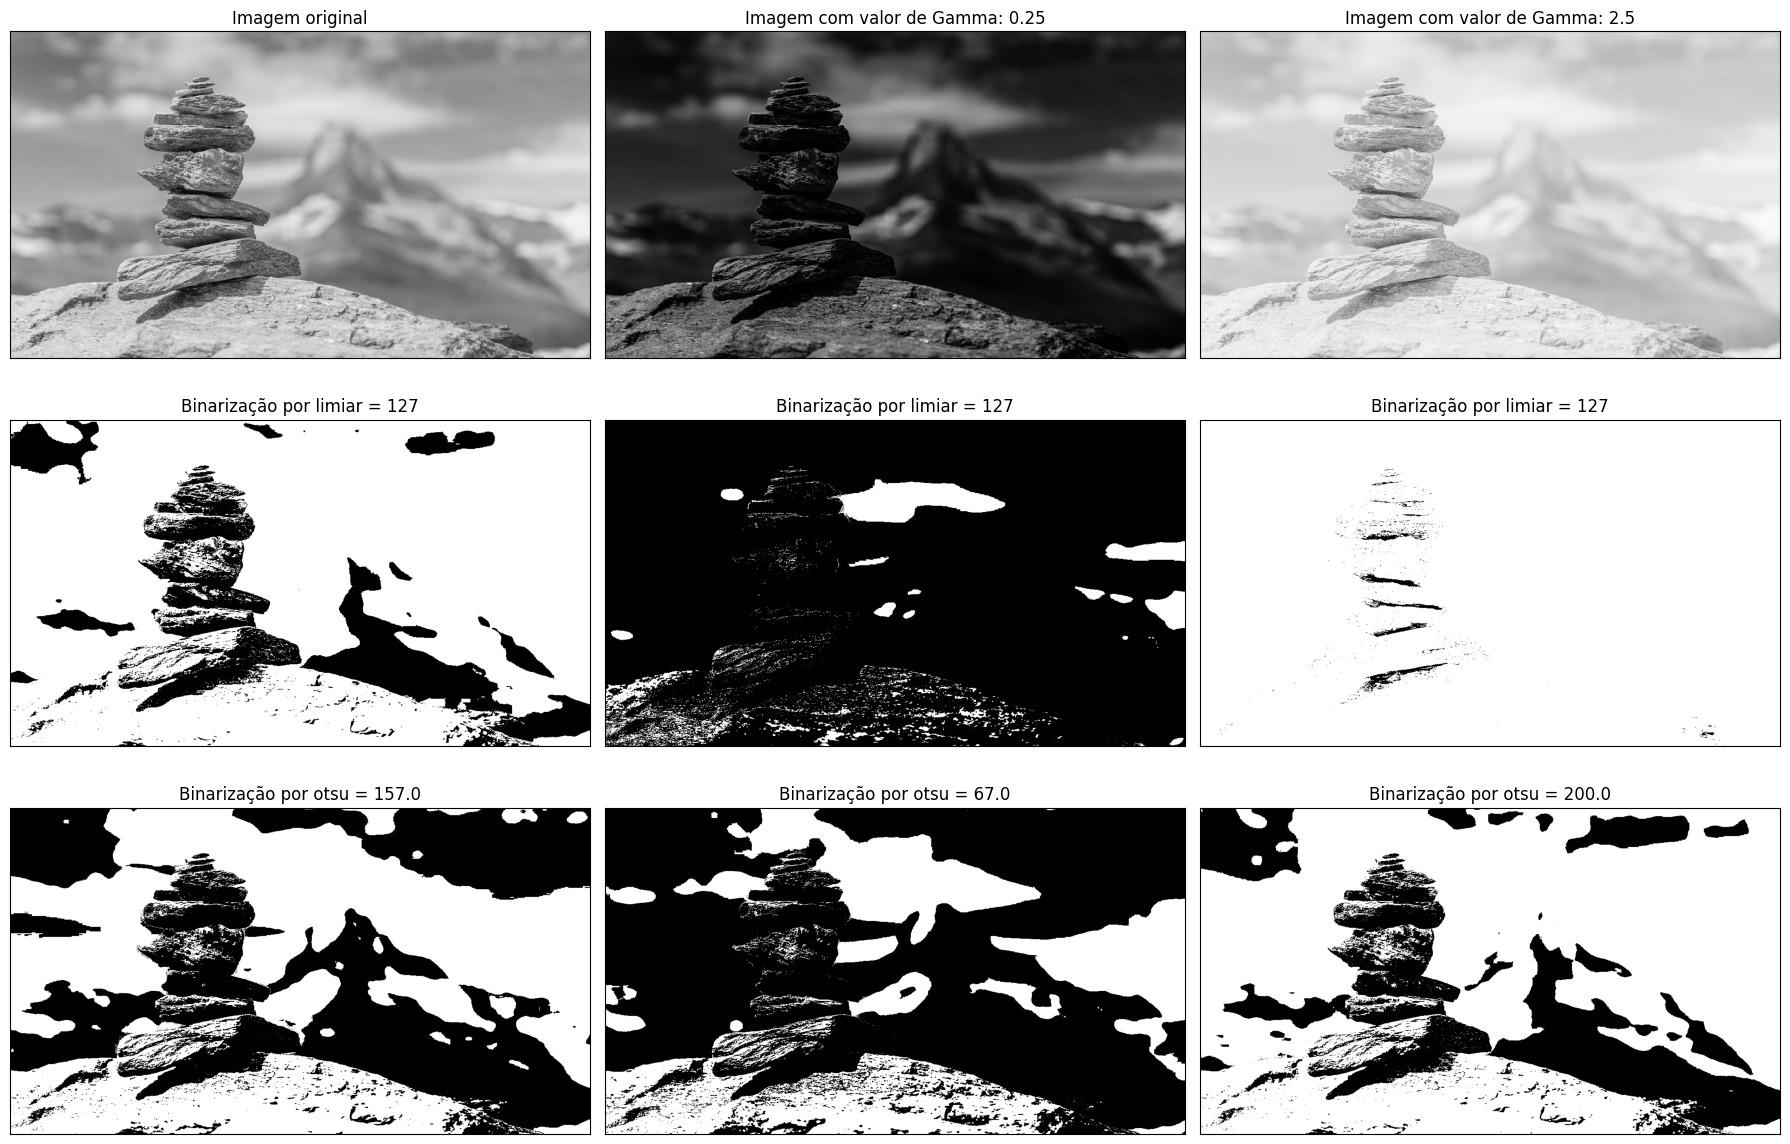 Imagem original
Imagem com valor de Gamma: 0.25
Imagem com valor de Gamma: 2.5
Binarização por limiar = 127
Binarização por limiar = 127
Binarização por limiar = 127
Binarização por otsu = 157.0
Binarização por otsu = 67.0
Binarização por otsu = 200.0